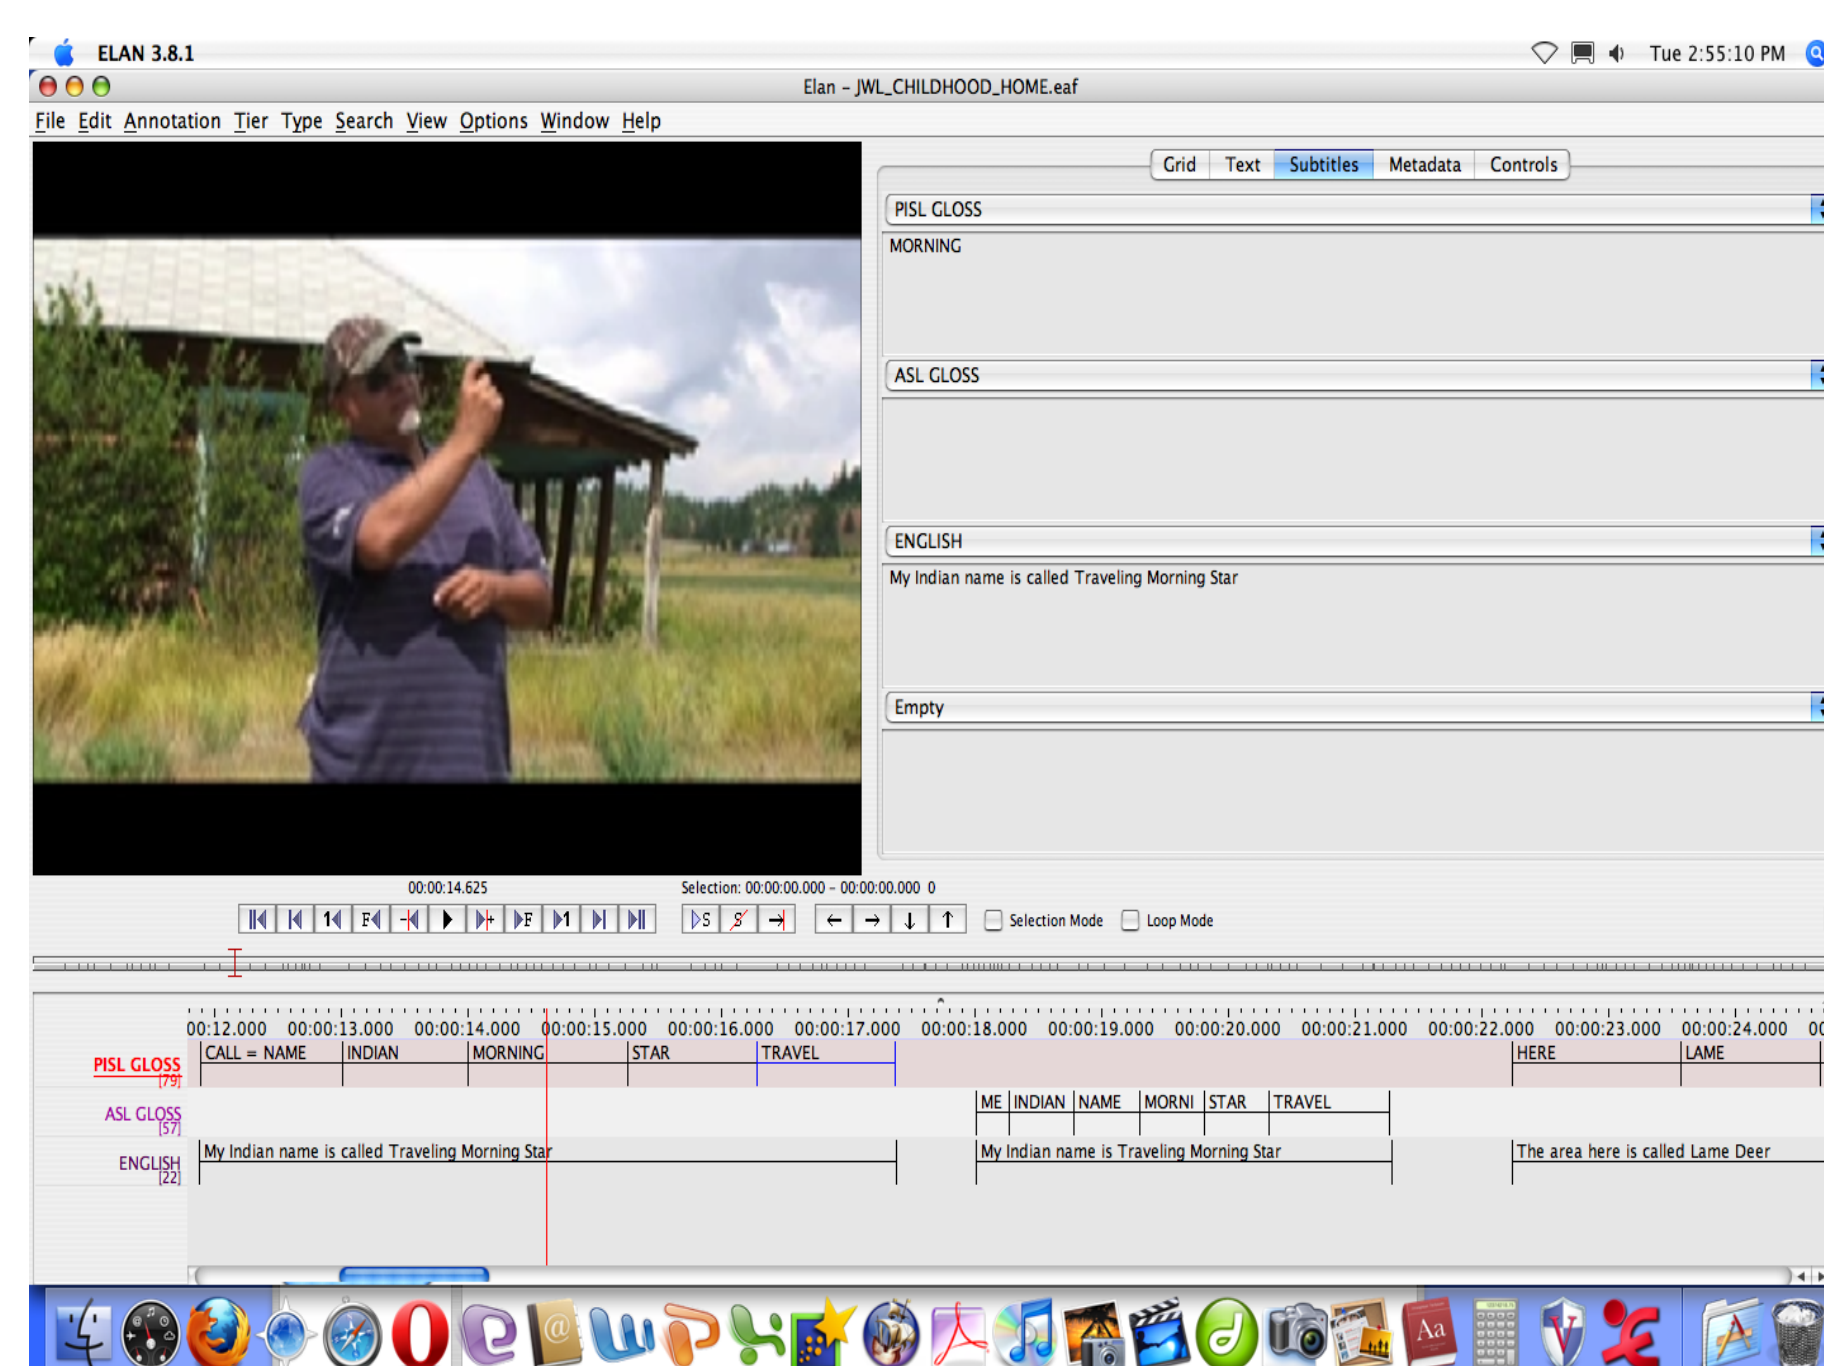 ELAN 3.8.1
Tue 2:55:10 PM
Elan – JWL_CHILDHOOD_HOME.eaf
File Edit Annotation Tier Type Search View Options Window Help
Grid Text Subtitles Metadata Controls
PISL GLOSS
MORNING
ASL GLOSS
ENGLISH
My Indian name is called Traveling Morning Star
Empty
00:00:14.625
Selection: 00:00:00.000 – 00:00:00.000 0
1 F + F 1 S S Selection Mode Loop Mode
00:12.000 00:00:13.000 00:00:14.000 00:00:15.000 00:00:16.000 00:00:17.000 00:00:18.000 00:00:19.000 00:00:20.000 00:00:21.000 00:00:22.000 00:00:23.000 00:00:24.000 00
PISL GLOSS
[79]
CALL = NAME INDIAN MORNING STAR TRAVEL HERE LAME
ASL GLOSS
[57]
ME INDIAN NAME MORNI STAR TRAVEL
ENGLISH
[22]
My Indian name is called Traveling Morning Star
My Indian name is Traveling Morning Star
The area here is called Lame Deer
@
Aa
V